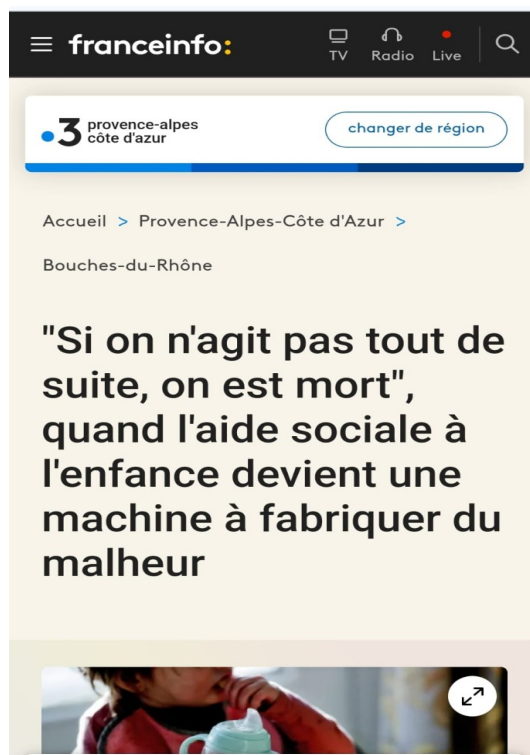 franceinfo:
TV Radio Live
3 provence-alpes
côte d'azur
changer de région
Accueil > Provence-Alpes-Côte d'Azur >
Bouches-du-Rhône
"Si on n'agit pas tout de
suite, on est mort",
quand l'aide sociale à
l'enfance devient une
machine à fabriquer du
malheur